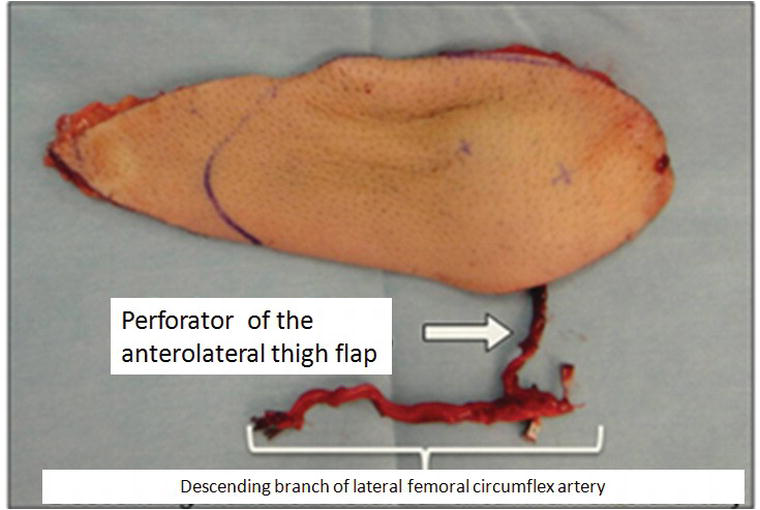 Perforator of the
anterolateral thigh flap
Descending branch of lateral femoral circumflex artery